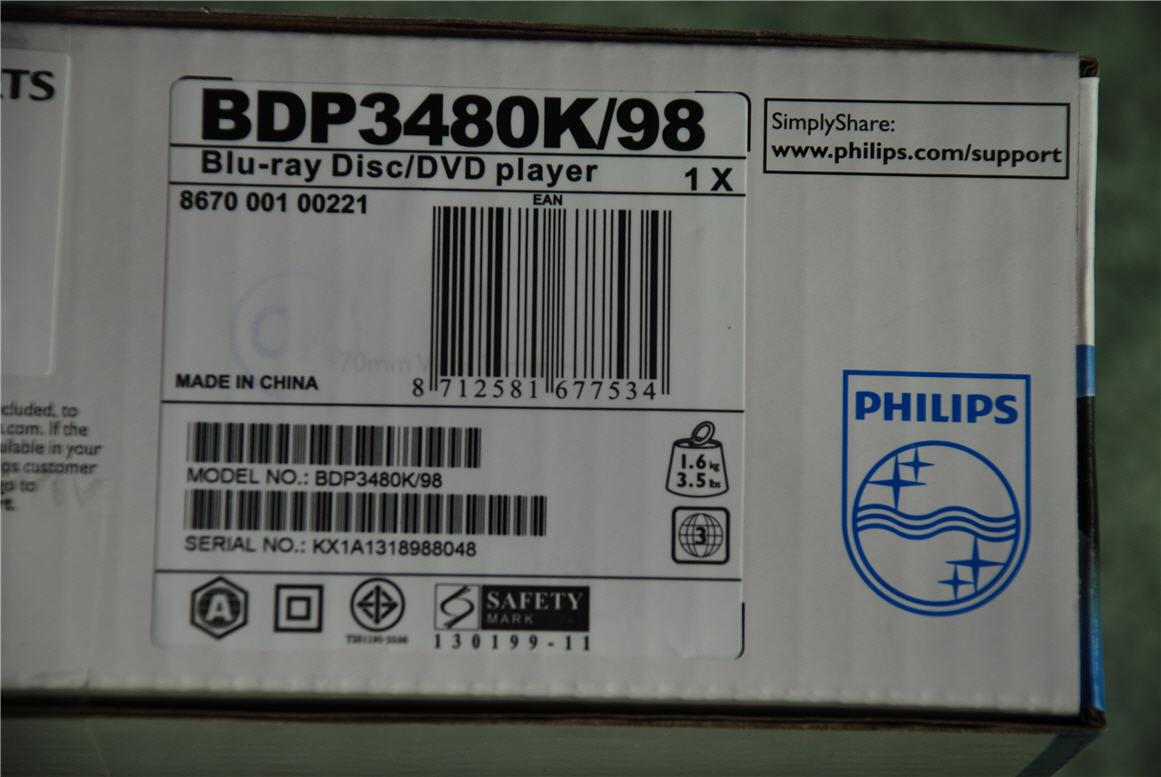 TS
BDP3480K/98
Blu-ray Disc/DVD player
1 X
8670 001 00221
EAN
MADE IN CHINA
8 712581 677534
MODEL NO.: BDP3480K/98
SERIAL NO.: KX1A1318988048
1.6 kg
3.5 lbs
3
A
SAFETY
MARK
130199-11
SimplyShare:
www.philips.com/support
PHILIPS
cluded, to
.com. If the
ilable in your
customer
to